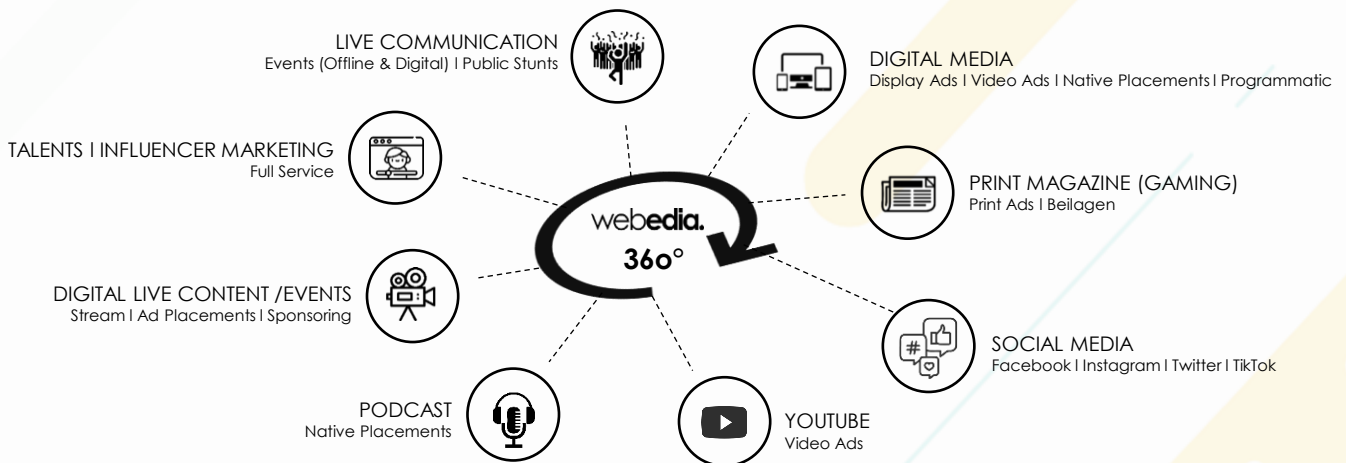 LIVE COMMUNICATION
Events (Offline & Digital) I Public Stunts
DIGITAL MEDIA
Display Ads I Video Ads I Native Placements I Programmatic
TALENTS I INFLUENCER MARKETING
Full Service
PRINT MAGAZINE (GAMING)
Print Ads I Beilagen
webedia.
360°
DIGITAL LIVE CONTENT /EVENTS
Stream I Ad Placements I Sponsoring
SOCIAL MEDIA
Facebook I Instagram I Twitter I TikTok
PODCAST
Native Placements
YOUTUBE
Video Ads